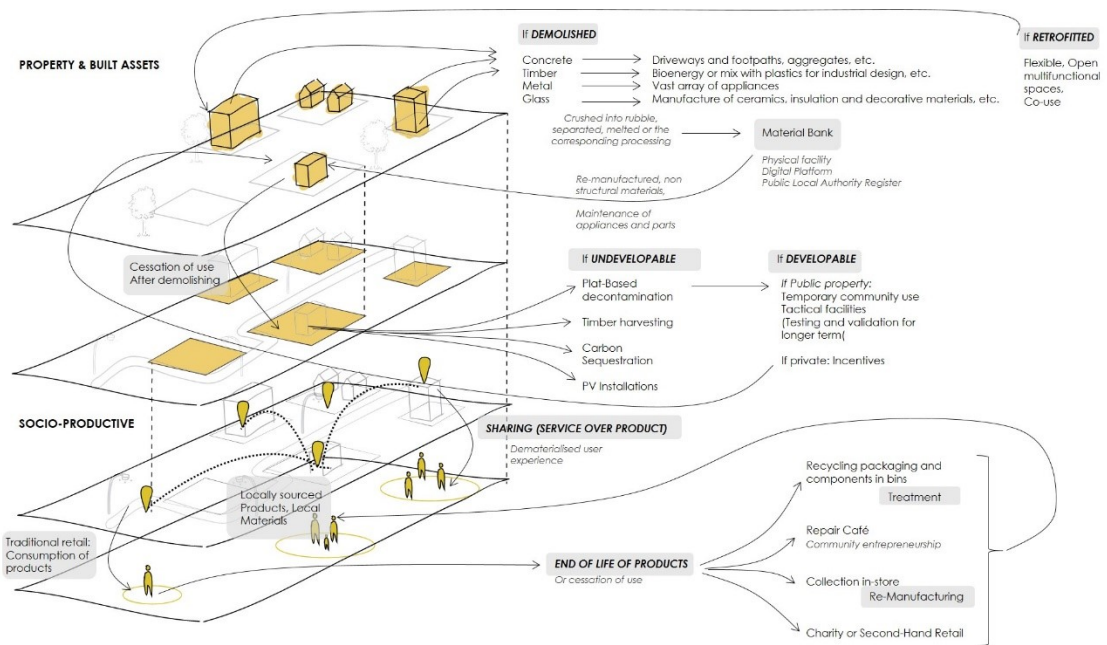 PROPERTY & BUILT ASSETS
If DEMOLISHED
Concrete
Driveways and footpaths, aggregates, etc.
Timber
Bioenergy or mix with plastics for industrial design, etc.
Metal
Vast array of appliances
Glass
Manufacture of ceramics, insulation and decorative materials, etc.
If RETROFITTED
Flexible, Open
multifunctional
spaces,
Co-use
Crushed into rubble,
separated, melted or the
corresponding processing
Material Bank
Physical facility
Digital Platform
Public Local Authority Register
Re-manufactured, non
structural materials,
Maintenance of
appliances and parts
Cessation of use
After demolishing
If UNDEVELOPABLE
Plat-Based
decontamination
Timber harvesting
Carbon
Sequestration
PV Installations
If DEVELOPABLE
If Public property:
Temporary community use
Tactical facilities
(Testing and validation for
longer term(
If private: Incentives
SOCIO-PRODUCTIVE
SHARING (SERVICE OVER PRODUCT)
Dematerialised user
experience
Locally sourced
Products, Local
Materials
Traditional retail:
Consumption of
products
END OF LIFE OF PRODUCTS
Or cessation of use
Recycling packaging and
components in bins
Treatment
Repair Café
Community entrepreneurship
Collection in-store
Re-Manufacturing
Charity or Second-Hand Retail